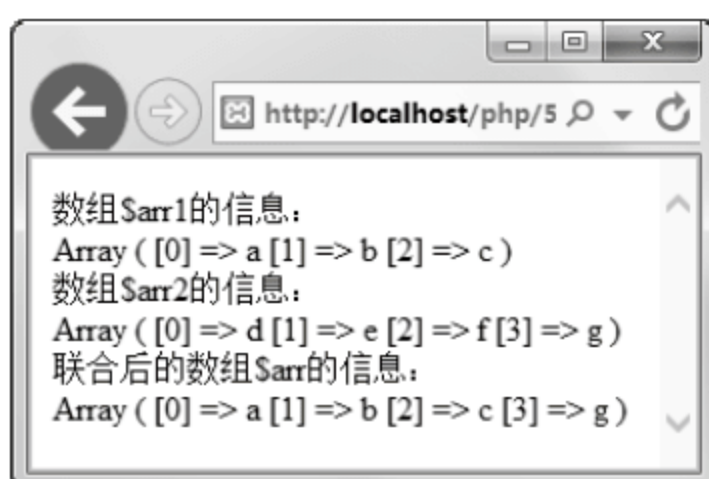 http://localhost/php/5
数组$arr1的信息：
Array ( [0] => a [1] => b [2] => c )
数组$arr2的信息：
Array ( [0] => d [1] => e [2] => f [3] => g )
联合后的数组$arr的信息：
Array ( [0] => a [1] => b [2] => c [3] => g )